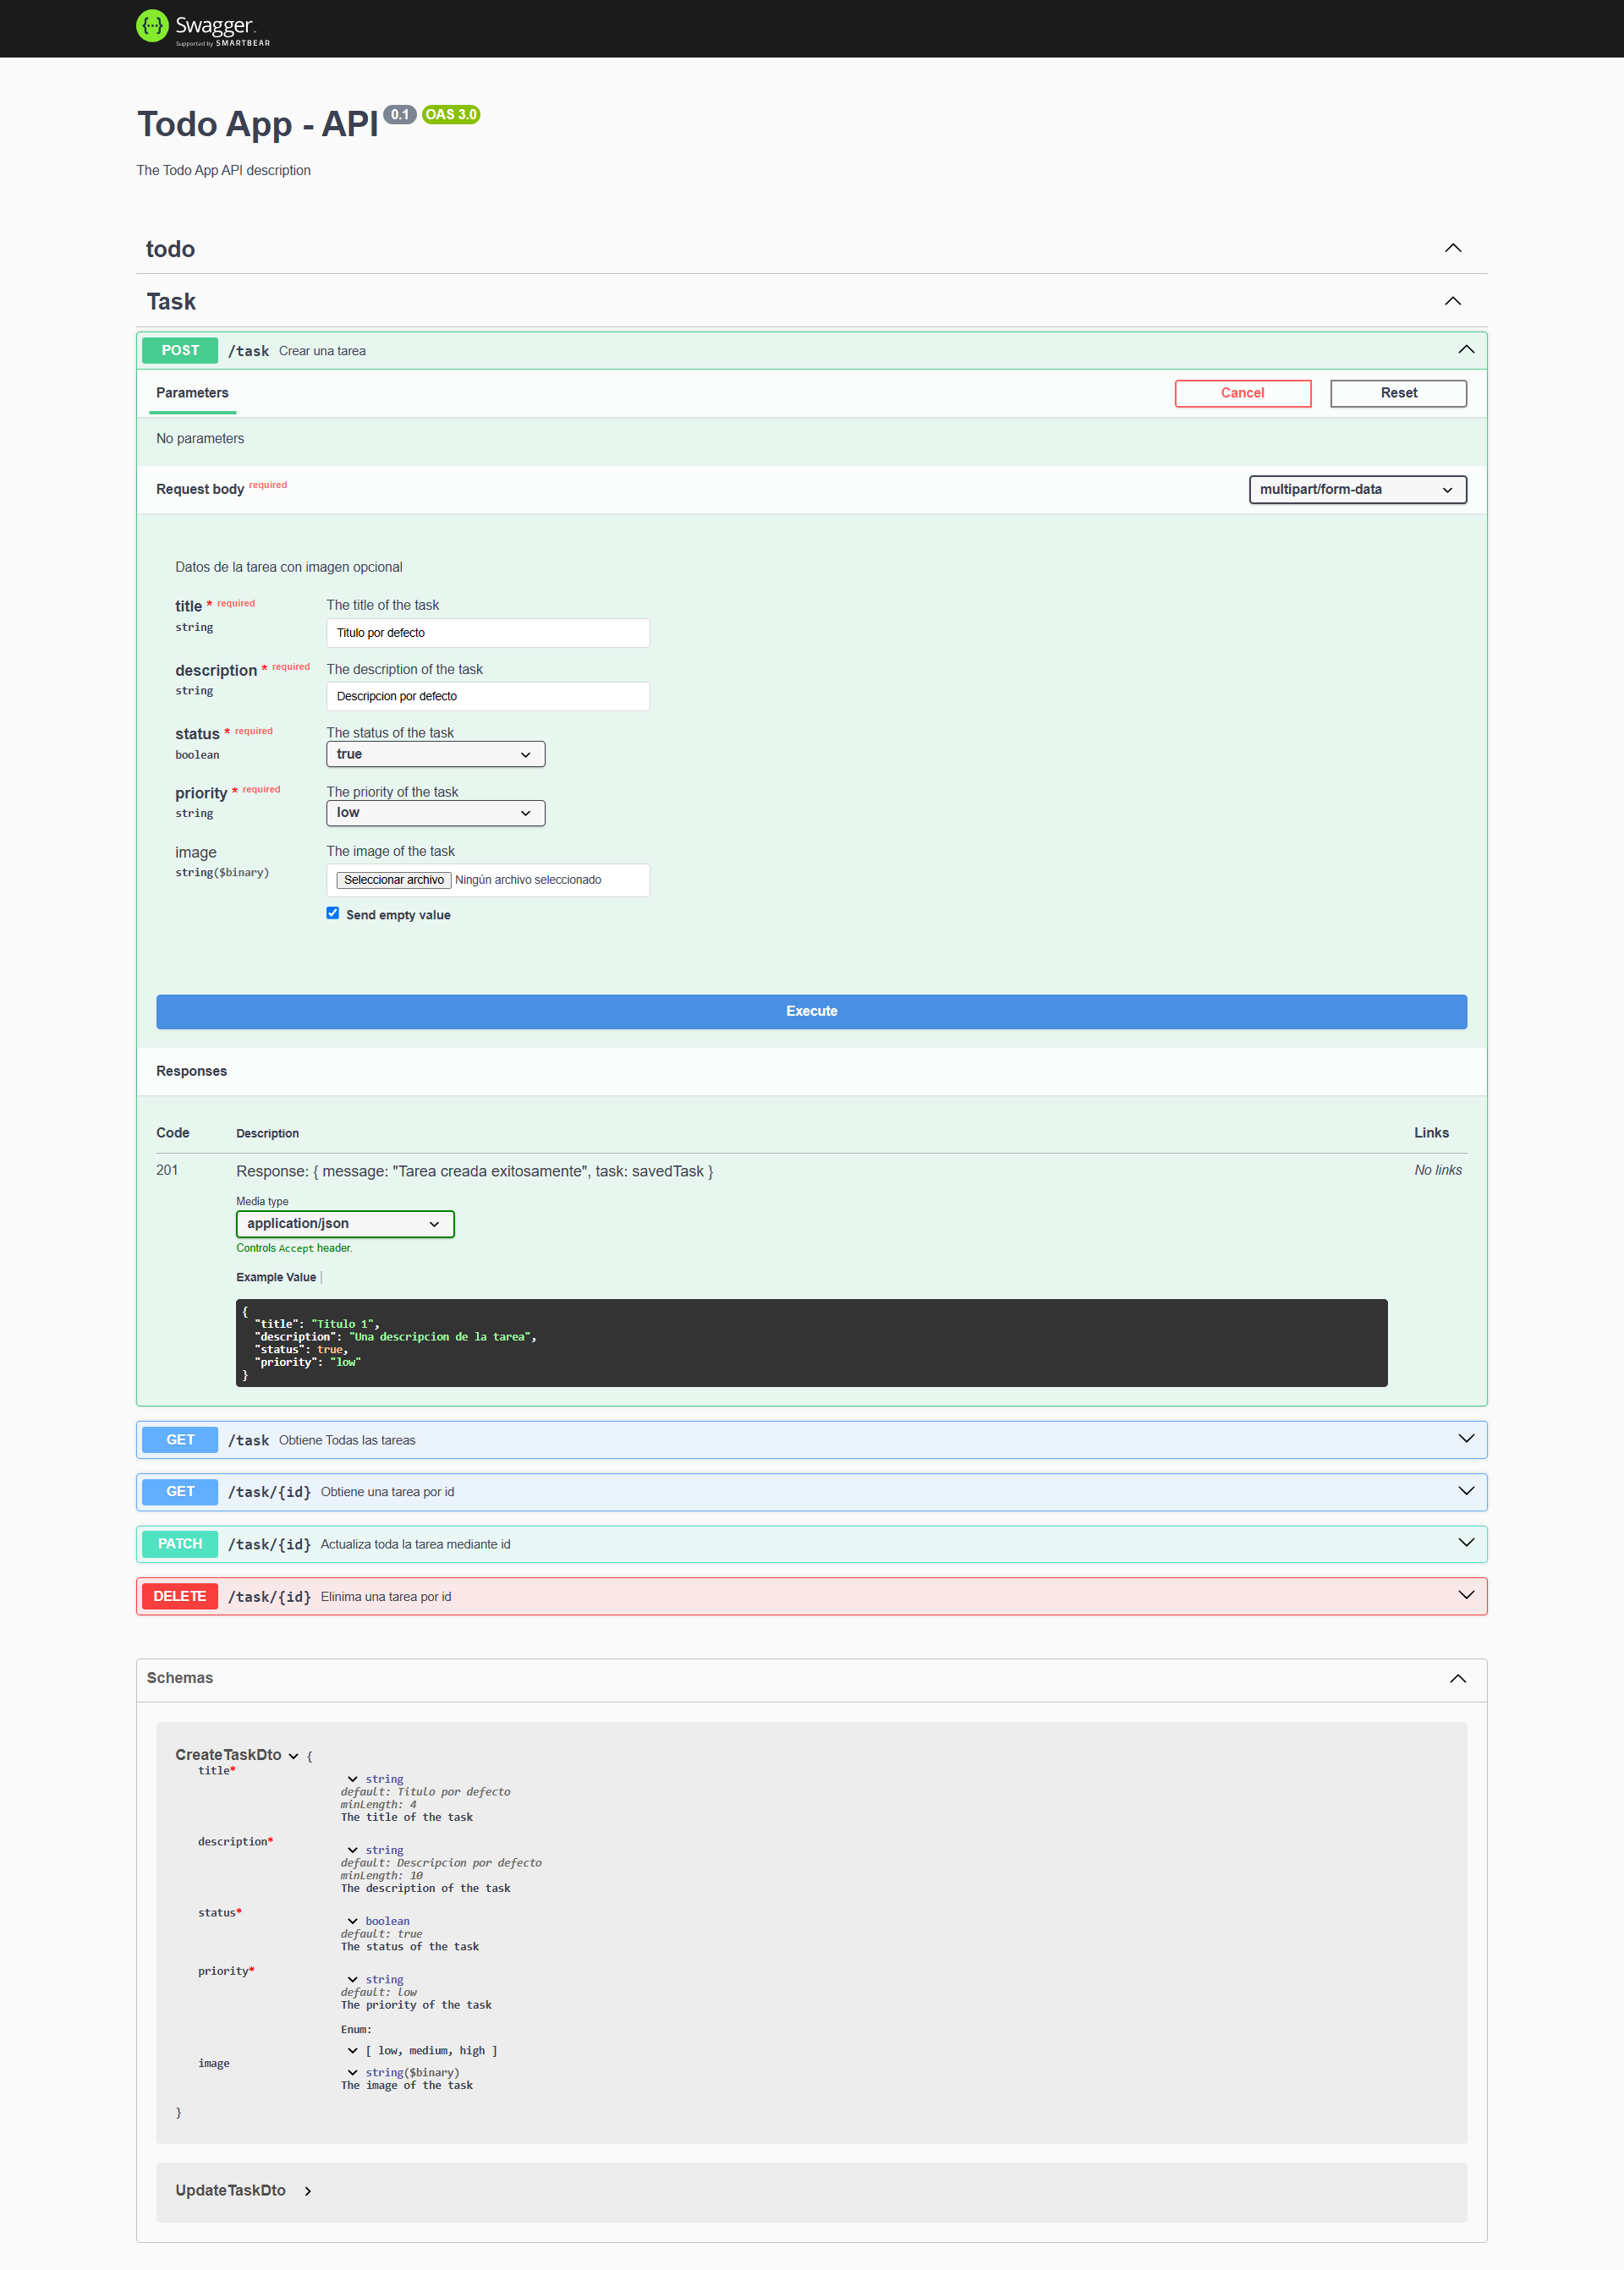 Swagger
Supported by SMARTBEAR
Todo App - API 0.1 OAS 3.0
The Todo App API description
todo
Task
POST /task Crear una tarea
Parameters Cancel Reset
No parameters
Request body required multipart/form-data
Datos de la tarea con imagen opcional
title * required The title of the task
string Titulo por defecto
description * required The description of the task
string Descripcion por defecto
status * required The status of the task
boolean true
priority * required The priority of the task
string low
image The image of the task
string($binary) Seleccionar archivo Ningún archivo seleccionado
Send empty value
Execute
Responses
Code Description Links
201 Response: { message: "Tarea creada exitosamente", task: savedTask } No links
Media type
application/json
Controls Accept header.
Example Value
{
"title": "Titulo 1",
"description": "Una descripcion de la tarea",
"status": true,
"priority": "low"
}
GET /task Obtiene Todas las tareas
GET /task/{id} Obtiene una tarea por id
PATCH /task/{id} Actualiza toda la tarea mediante id
DELETE /task/{id} Elinima una tarea por id
Schemas
CreateTaskDto {
title*
string
default: Titulo por defecto
minLength: 4
The title of the task
description*
string
default: Descripcion por defecto
minLength: 10
The description of the task
status*
boolean
default: true
The status of the task
priority*
string
default: low
The priority of the task
Enum:
[ low, medium, high ]
image
string($binary)
The image of the task
}
UpdateTaskDto